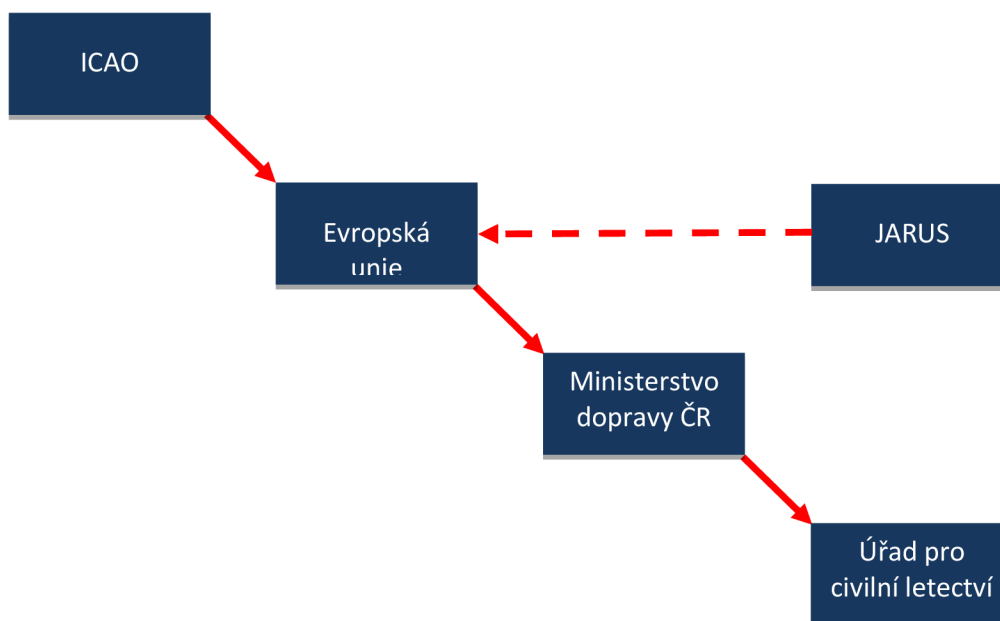 ICAO
Evropská
unie
JARUS
Ministerstvo
dopravy ČR
Úřad pro
civilní letectví